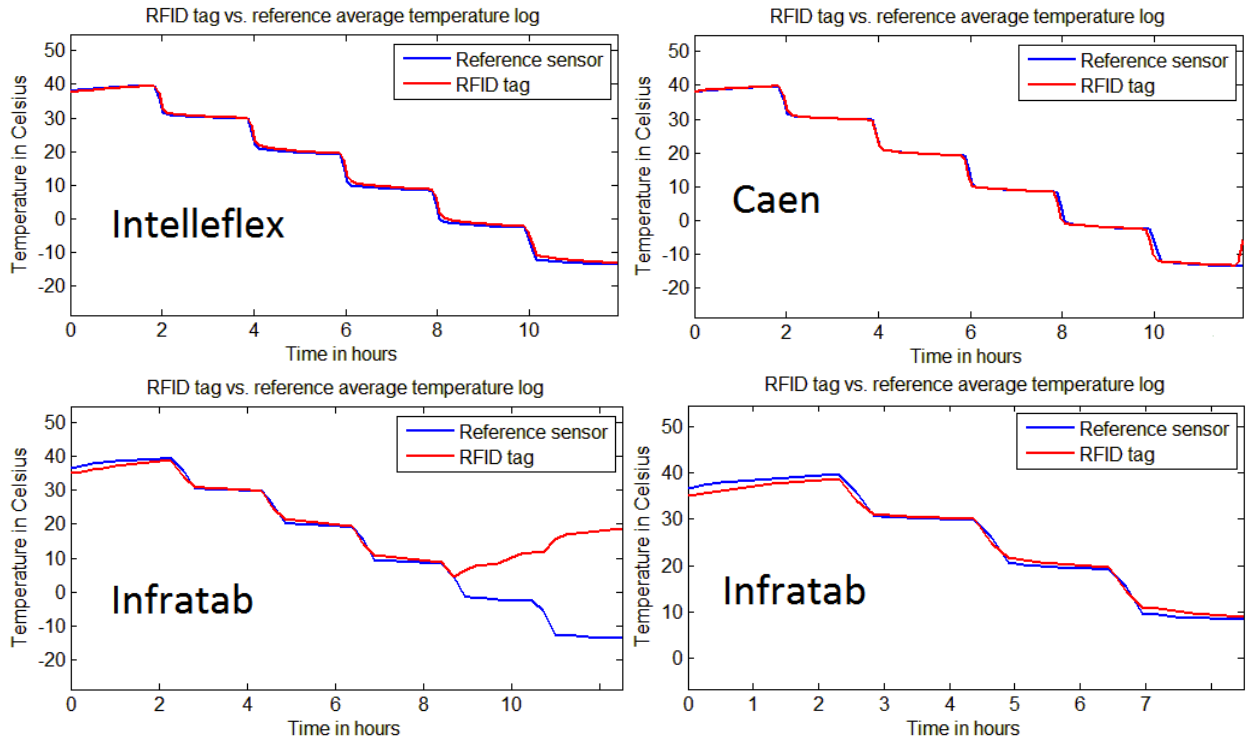 RFID tag vs. reference average temperature log
Temperature in Celsius
50
40
30
20
10
0
-10
-20
Reference sensor
RFID tag
Intelleflex
0 2 4 6 8 10
Time in hours
RFID tag vs. reference average temperature log
Temperature in Celsius
50
40
30
20
10
0
-10
-20
Reference sensor
RFID tag
Caen
0 2 4 6 8 10
Time in hours
RFID tag vs. reference average temperature log
Temperature in Celsius
50
40
30
20
10
0
-10
-20
Reference sensor
RFID tag
Infratab
0 2 4 6 8 10
Time in hours
RFID tag vs. reference average temperature log
Temperature in Celsius
50
40
30
20
10
0
Reference sensor
RFID tag
Infratab
0 1 2 2 3 4 5 6 7
Time in hours